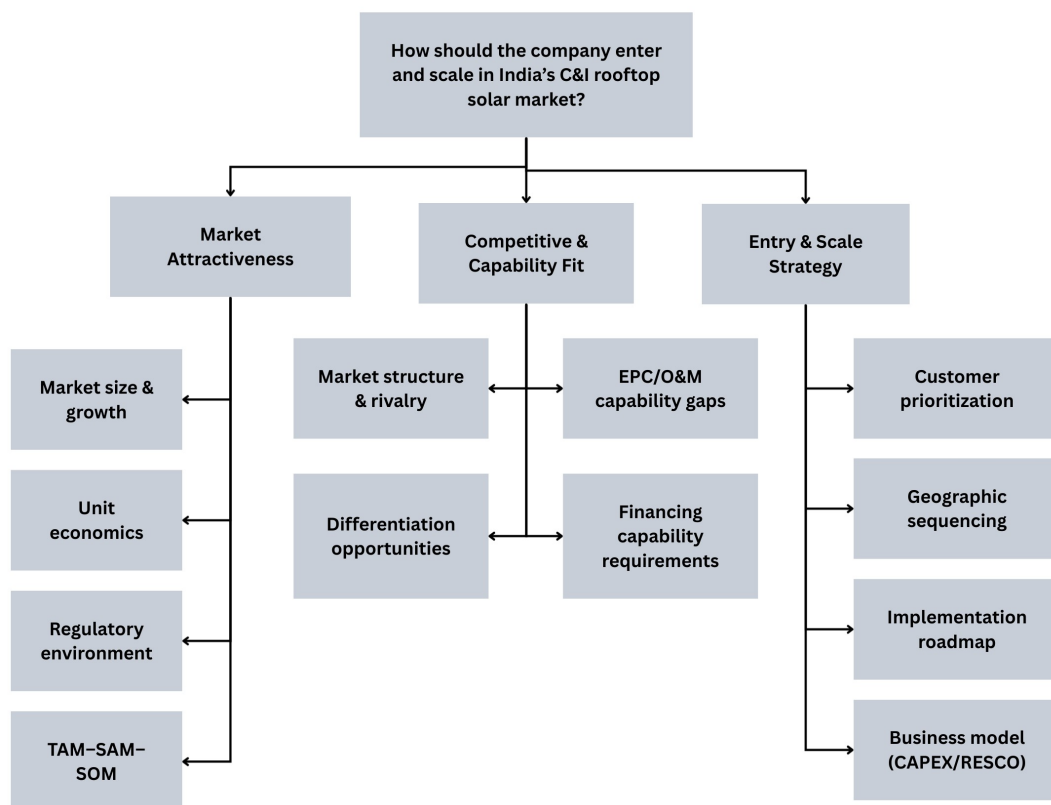 How should the company enter
and scale in India’s C&I rooftop
solar market?
Market
Attractiveness
Competitive &
Capability Fit
Entry & Scale
Strategy
Market size &
growth
Unit
economics
Regulatory
environment
TAM–SAM–
SOM
Market structure
& rivalry
EPC/O&M
capability gaps
Differentiation
opportunities
Financing
capability
requirements
Customer
prioritization
Geographic
sequencing
Implementation
roadmap
Business model
(CAPEX/RESCO)